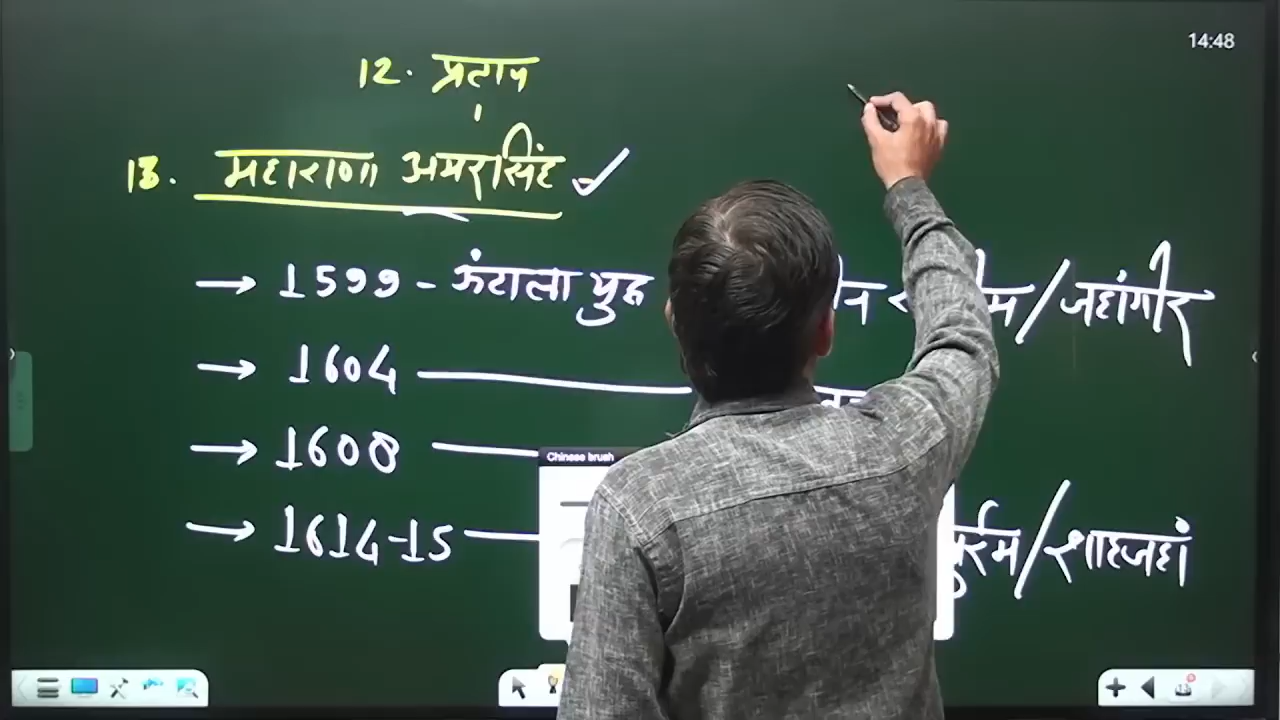 14:48
12. प्रताप
13. महाराणा अमरसिंह
→ 1599 - ऊंटाला युद्ध / जहांगीर
→ 1604
→ 1608
Chinese brush
→ 1614-15 खुर्रम/शाहजहां